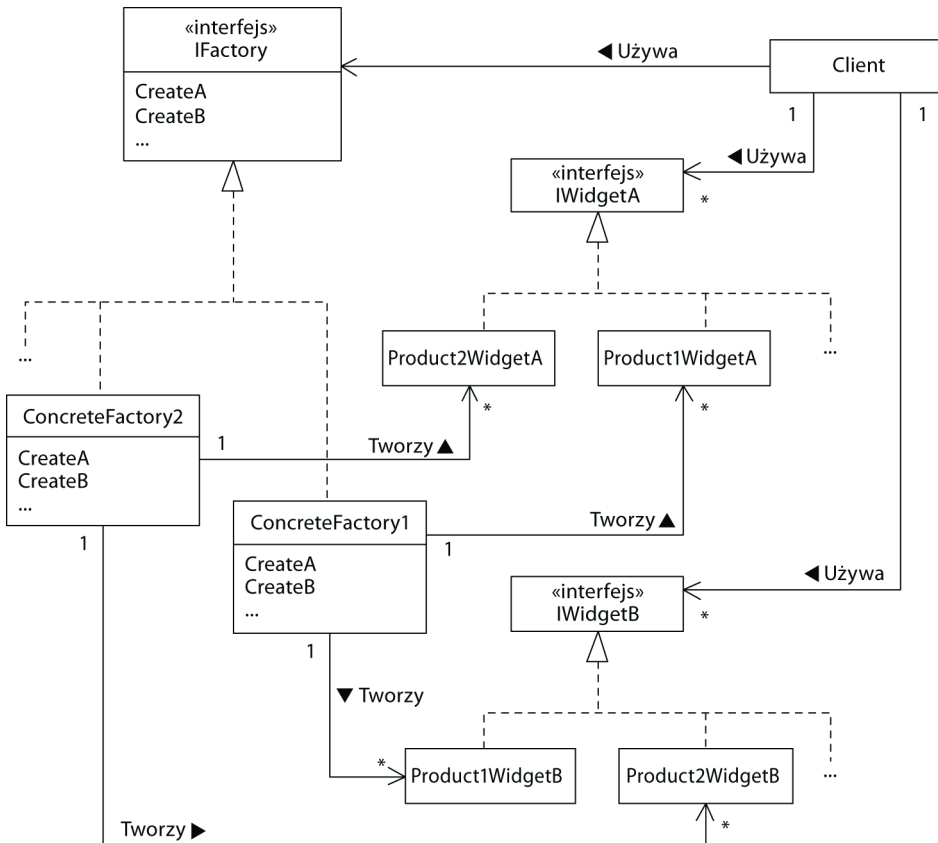 «interfejs»
IFactory
CreateA
CreateB
...
◄ Używa
Client
1
1
◄ Używa
*
«interfejs»
IWidgetA
...
...
Product2WidgetA
Product1WidgetA
*
*
ConcreteFactory2
CreateA
CreateB
...
1
Tworzy ▲
1
ConcreteFactory1
CreateA
CreateB
...
1
Tworzy ▲
1
◄ Używa
*
«interfejs»
IWidgetB
▼ Tworzy
*
Product1WidgetB
Product2WidgetB
...
*
Tworzy ►